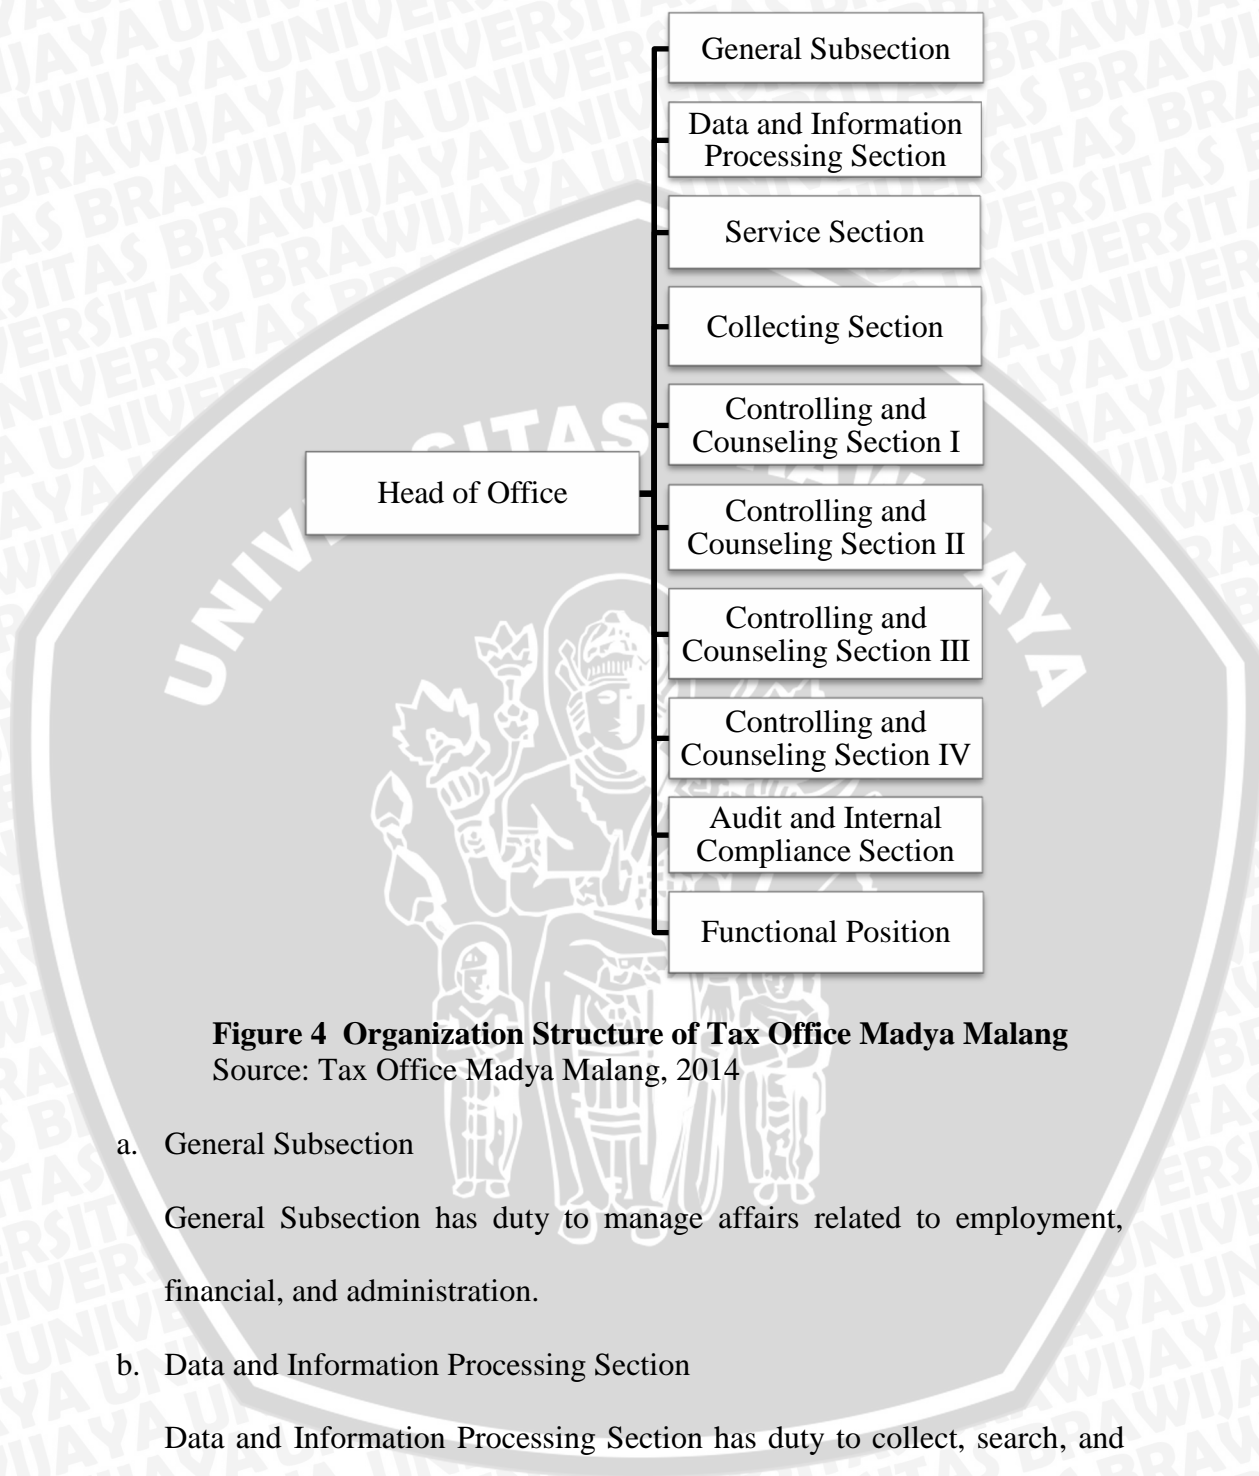 General Subsection
Data and Information
Processing Section
Service Section
Collecting Section
Controlling and
Counseling Section I
Head of Office
Controlling and
Counseling Section II
Controlling and
Counseling Section III
Controlling and
Counseling Section IV
Audit and Internal
Compliance Section
Functional Position
Figure 4  Organization Structure of Tax Office Madya Malang
Source: Tax Office Madya Malang, 2014
a. General Subsection
General Subsection has duty to manage affairs related to employment,
financial, and administration.
b. Data and Information Processing Section
Data and Information Processing Section has duty to collect, search, and